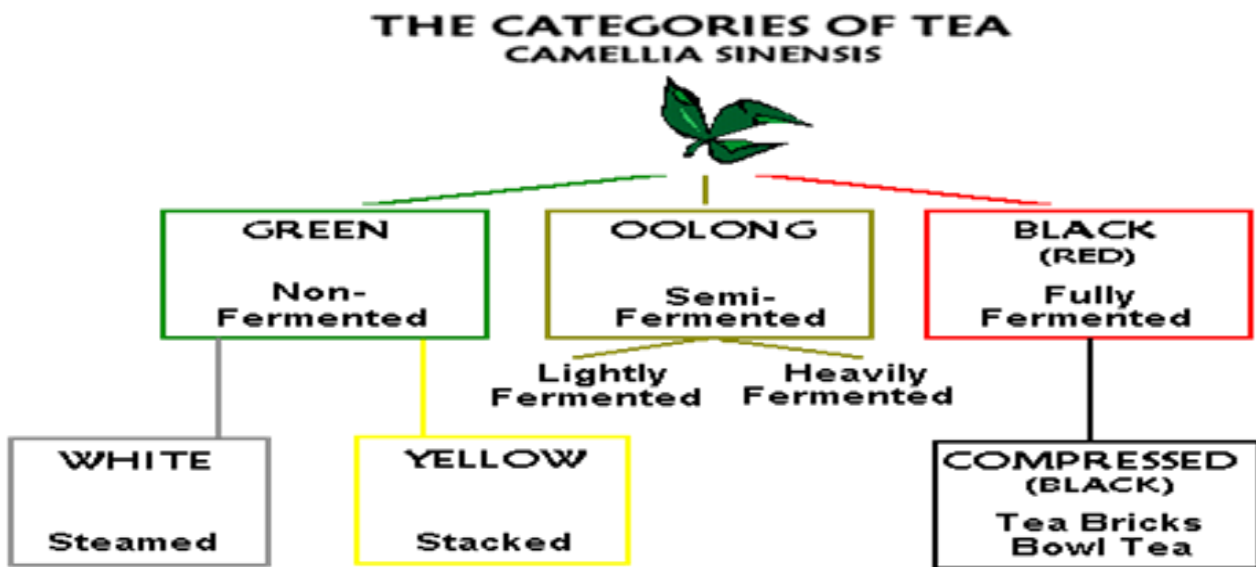 THE CATEGORIES OF TEA
CAMELLIA SINENSIS
GREEN
Non-
Fermented
OOLONG
Semi-
Fermented
BLACK
(RED)
Fully
Fermented
Lightly
Fermented
Heavily
Fermented
WHITE
Steamed
YELLOW
Stacked
COMPRESSED
(BLACK)
Tea Bricks
Bowl Tea